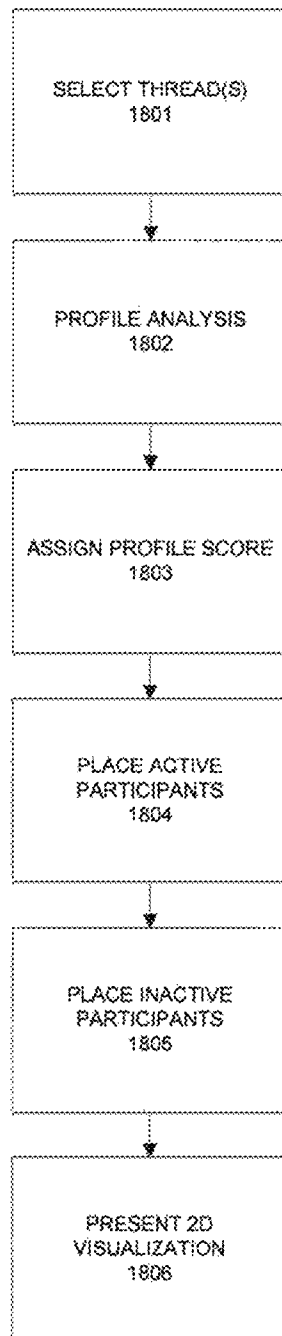 SELECT THREAD(S)
1801
PROFILE ANALYSIS
1802
ASSIGN PROFILE SCORE
1803
PLACE ACTIVE
PARTICIPANTS
1804
PLACE INACTIVE
PARTICIPANTS
1805
PRESENT 2D
VISUALIZATION
1806